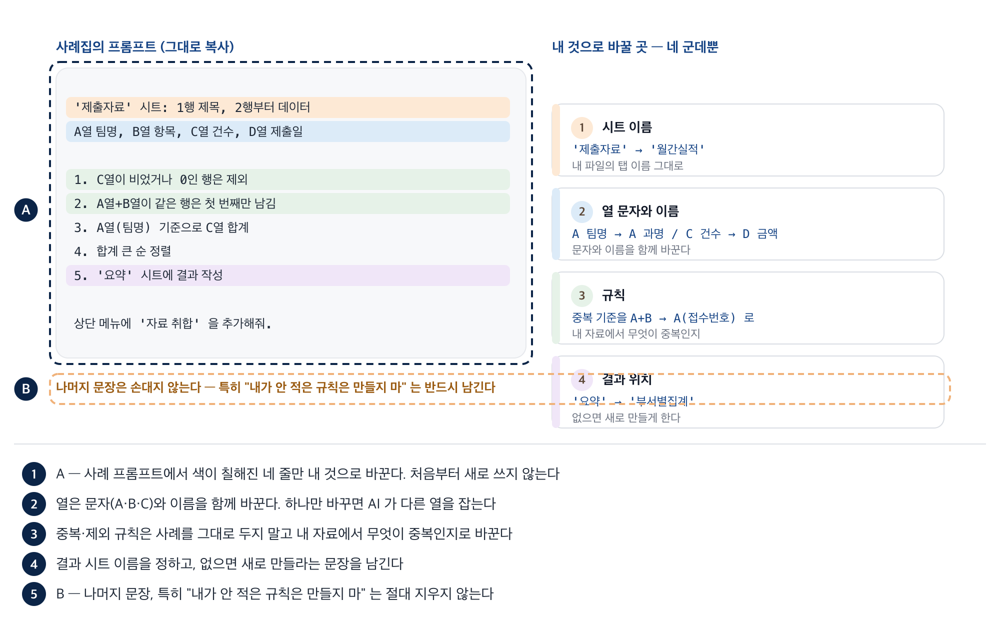 사례집의 프롬프트 (그대로 복사)
'제출자료' 시트: 1행 제목, 2행부터 데이터
A열 팀명, B열 항목, C열 건수, D열 제출일
1. C열이 비었거나 0인 행은 제외
2. A열+B열이 같은 행은 첫 번째만 남김
3. A열(팀명) 기준으로 C열 합계
4. 합계 큰 순 정렬
5. '요약' 시트에 결과 작성
상단 메뉴에 '자료 취합' 을 추가해줘.
A
내 것으로 바꿀 곳 — 네 군데뿐
1 시트 이름
'제출자료' → '월간실적'
내 파일의 탭 이름 그대로
2 열 문자와 이름
A 팀명 → A 과명 / C 건수 → D 금액
문자와 이름을 함께 바꾼다
3 규칙
중복 기준을 A+B → A(접수번호) 로
내 자료에서 무엇이 중복인지
4 결과 위치
'요약' → '부서별집계'
없으면 새로 만들게 한다
B 나머지 문장은 손대지 않는다 — 특히 "내가 안 적은 규칙은 만들지 마" 는 반드시 남긴다
1 A — 사례 프롬프트에서 색이 칠해진 네 줄만 내 것으로 바꾼다. 처음부터 새로 쓰지 않는다
2 열은 문자(A·B·C)와 이름을 함께 바꾼다. 하나만 바꾸면 AI 가 다른 열을 잡는다
3 중복·제외 규칙은 사례를 그대로 두지 말고 내 자료에서 무엇이 중복인지로 바꾼다
4 결과 시트 이름을 정하고, 없으면 새로 만들라는 문장을 남긴다
5 B — 나머지 문장, 특히 "내가 안 적은 규칙은 만들지 마" 는 절대 지우지 않는다